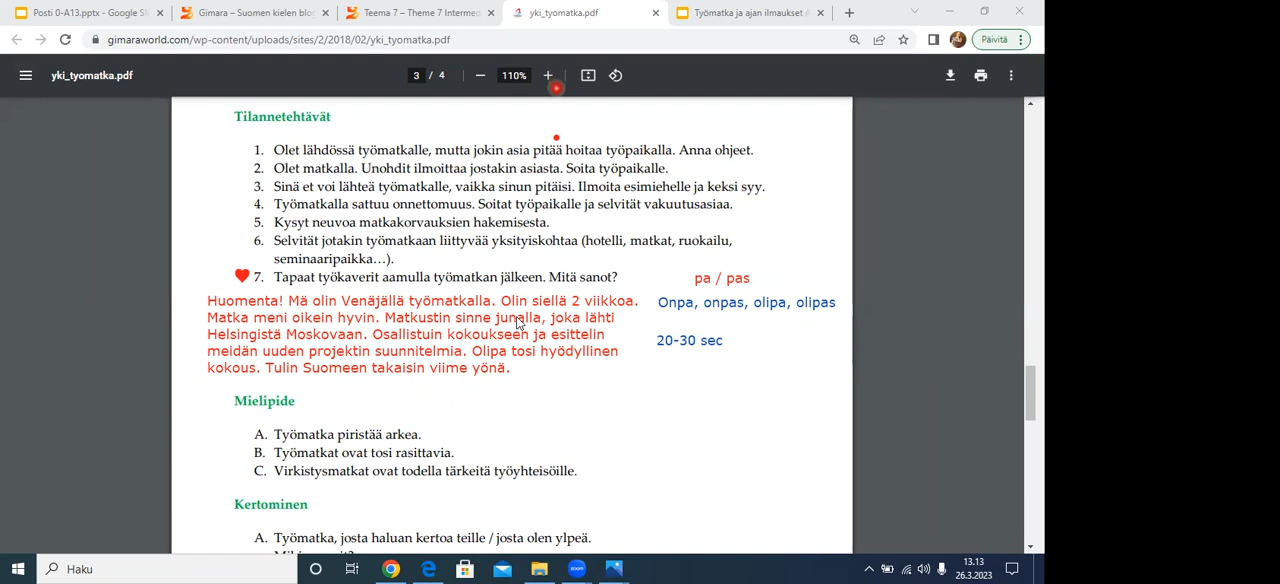 Posti 0-A13.pptx - Google Sl
Gimara – Suomen kielen blog
Teema 7 – Theme 7 Intermed
yki_tyomatka.pdf
Työmatka ja ajan ilmaukset A
gimaraworld.com/wp-content/uploads/sites/2/2018/02/yki_tyomatka.pdf
Päivitä
yki_tyomatka.pdf
3 / 4
110%
Tilannetehtävät
1. Olet lähdössä työmatkalle, mutta jokin asia pitää hoitaa työpaikalla. Anna ohjeet.
2. Olet matkalla. Unohdit ilmoittaa jostakin asiasta. Soita työpaikalle.
3. Sinä et voi lähteä työmatkalle, vaikka sinun pitäisi. Ilmoita esimiehelle ja keksi syy.
4. Työmatkalla sattuu onnettomuus. Soitat työpaikalle ja selvität vakuutusasiaa.
5. Kysyt neuvoa matkakorvauksien hakemisesta.
6. Selvität jotakin työmatkaan liittyvää yksityiskohtaa (hotelli, matkat, ruokailu,
seminaaripaikka…).
7. Tapaat työkaverit aamulla työmatkan jälkeen. Mitä sanot?
pa / pas
Huomenta! Mä olin Venäjällä työmatkalla. Olin siellä 2 viikkoa.
Onpa, onpas, olipa, olipas
Matka meni oikein hyvin. Matkustin sinne junalla, joka lähti
Helsingistä Moskovaan. Osallistuin kokoukseen ja esittelin
20-30 sec
meidän uuden projektin suunnitelmia. Olipa tosi hyödyllinen
kokous. Tulin Suomeen takaisin viime yönä.
Mielipide
A. Työmatka piristää arkea.
B. Työmatkat ovat tosi rasittavia.
C. Virkistysmatkat ovat todella tärkeitä työyhteisöille.
Kertominen
A. Työmatka, josta haluan kertoa teille / josta olen ylpeä.
Haku
zoom
13.13
26.3.2023